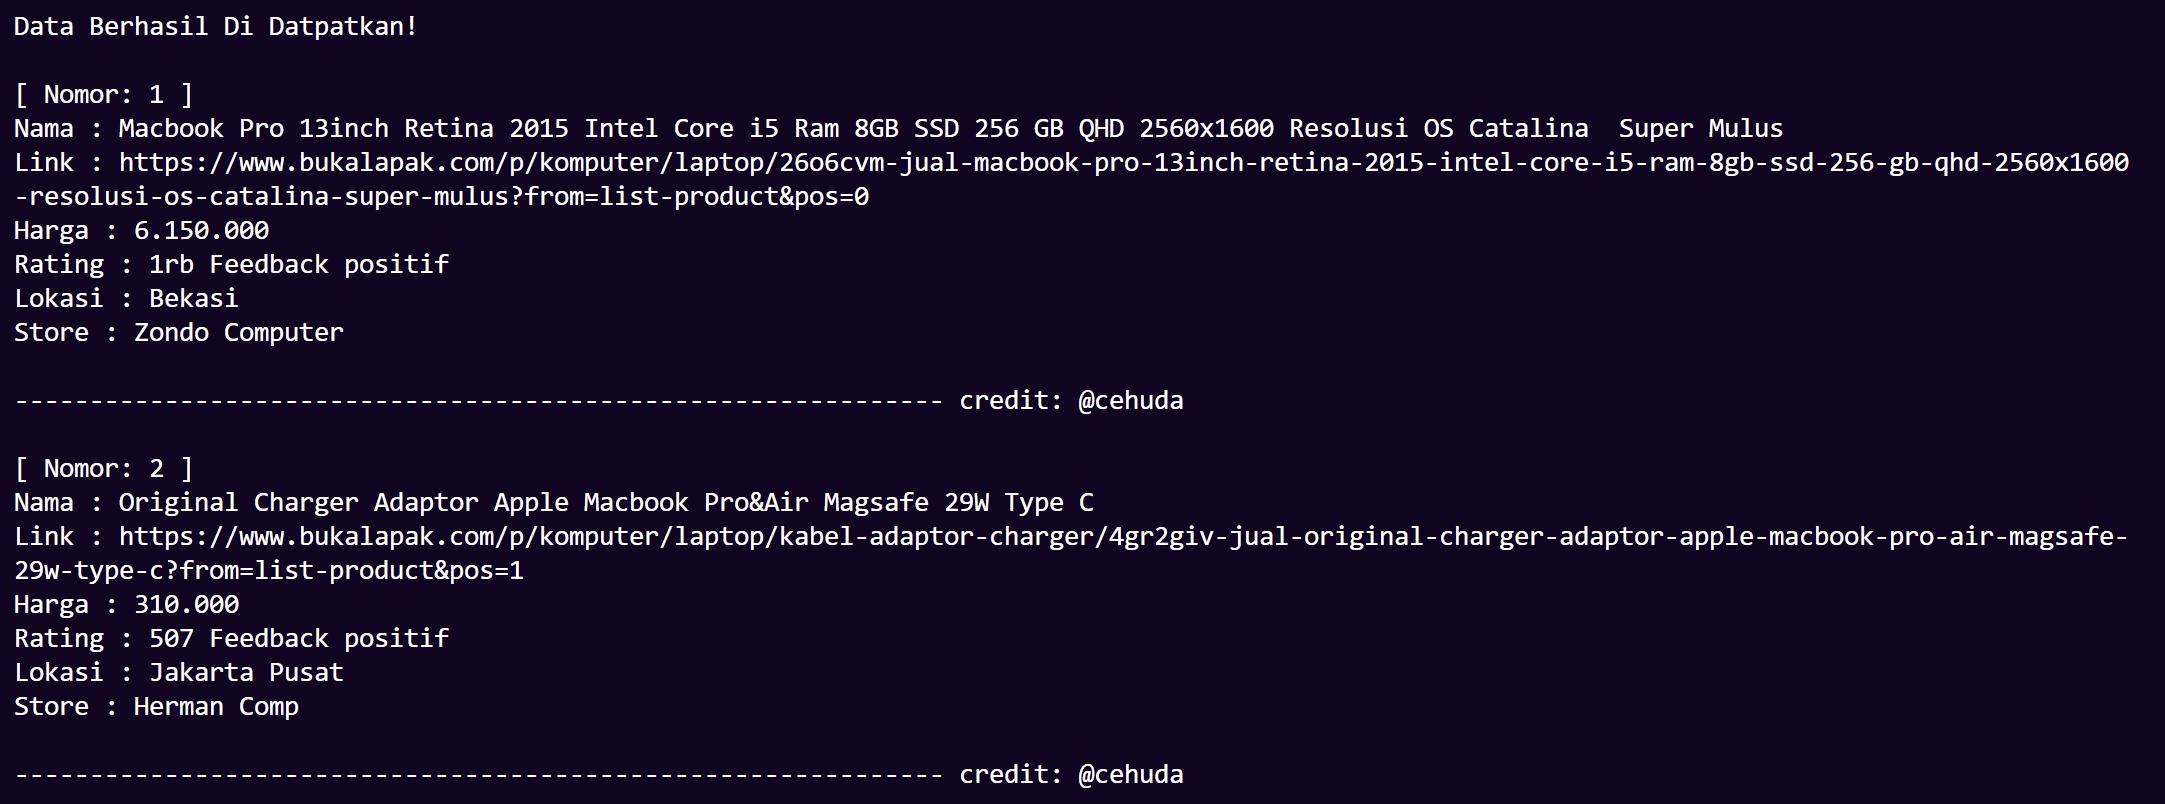 Data Berhasil Di Datpatkan!
[ Nomor: 1 ]
Nama : Macbook Pro 13inch Retina 2015 Intel Core i5 Ram 8GB SSD 256 GB QHD 2560x1600 Resolusi OS Catalina  Super Mulus
Link : https://www.bukalapak.com/p/komputer/laptop/26o6cvm-jual-macbook-pro-13inch-retina-2015-intel-core-i5-ram-8gb-ssd-256-gb-qhd-2560x1600
-resolusi-os-catalina-super-mulus?from=list-product&pos=0
Harga : 6.150.000
Rating : 1rb Feedback positif
Lokasi : Bekasi
Store : Zondo Computer
-------------------------------------------------------------- credit: @cehuda
[ Nomor: 2 ]
Nama : Original Charger Adaptor Apple Macbook Pro&Air Magsafe 29W Type C
Link : https://www.bukalapak.com/p/komputer/laptop/kabel-adaptor-charger/4gr2giv-jual-original-charger-adaptor-apple-macbook-pro-air-magsafe-
29w-type-c?from=list-product&pos=1
Harga : 310.000
Rating : 507 Feedback positif
Lokasi : Jakarta Pusat
Store : Herman Comp
-------------------------------------------------------------- credit: @cehuda